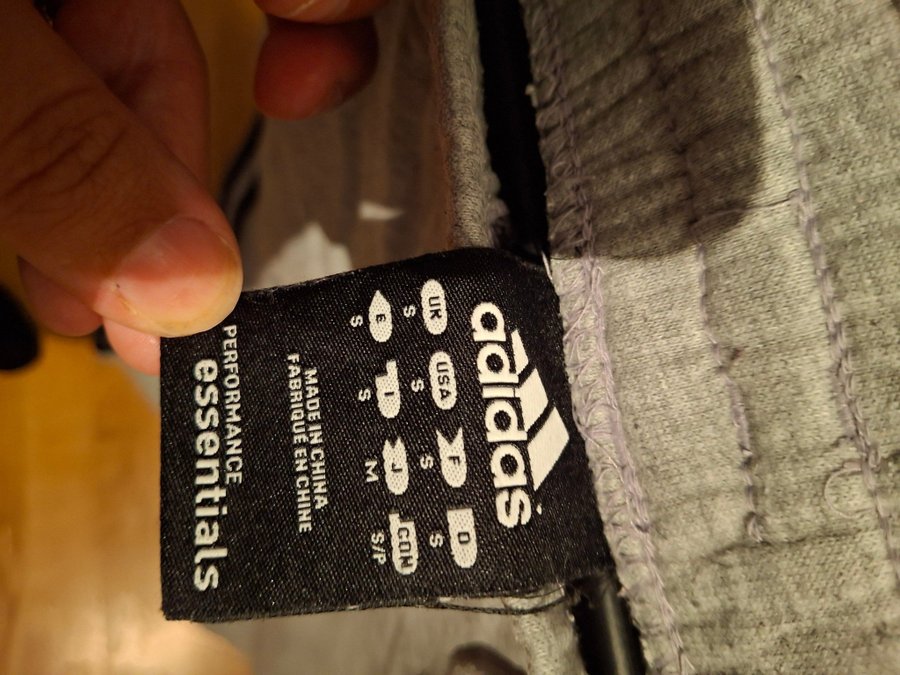 adidas
UK USA F D
S S S S
E I J CON
S S M S/P
MADE IN CHINA
FABRIQUÉ EN CHINE
PERFORMANCE
essentials